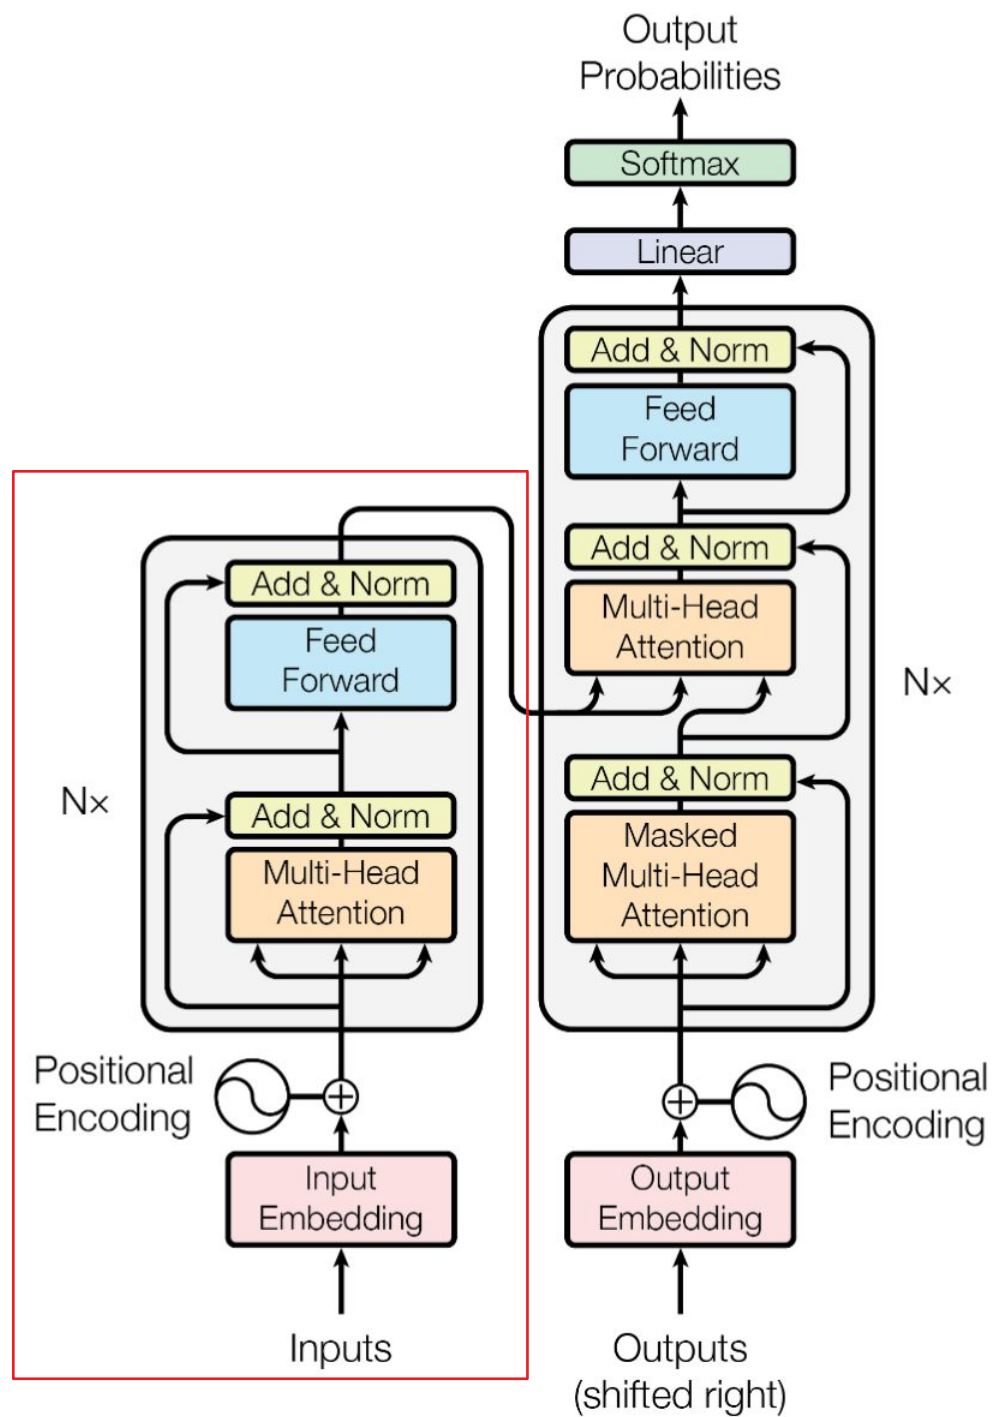 Output
Probabilities
Softmax
Linear
Add & Norm
Feed
Forward
Add & Norm
Multi-Head
Attention
Add & Norm
Masked
Multi-Head
Attention
N×
Positional
Encoding
Output
Embedding
Outputs
(shifted right)
Add & Norm
Feed
Forward
Add & Norm
Multi-Head
Attention
N×
Positional
Encoding
Input
Embedding
Inputs